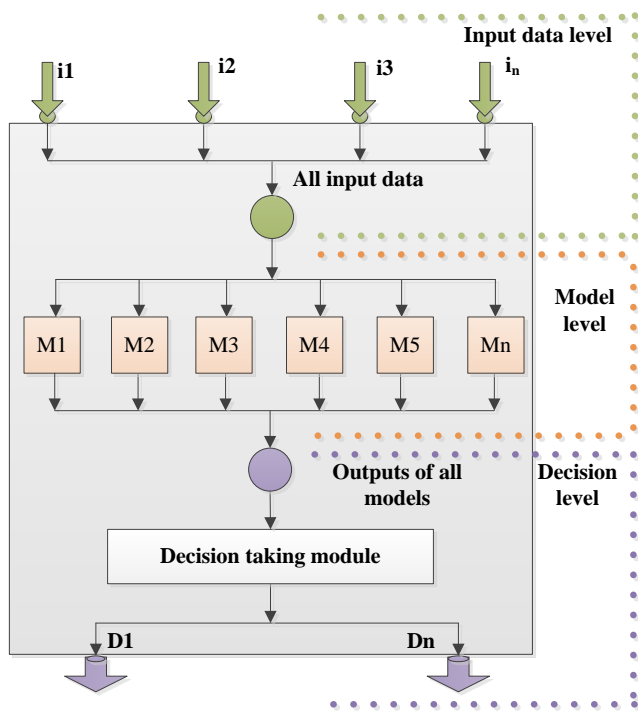 Input data level
i1
i2
i3
in
All input data
Model
level
M1
M2
M3
M4
M5
Mn
Outputs of all
models
Decision
level
Decision taking module
D1
Dn